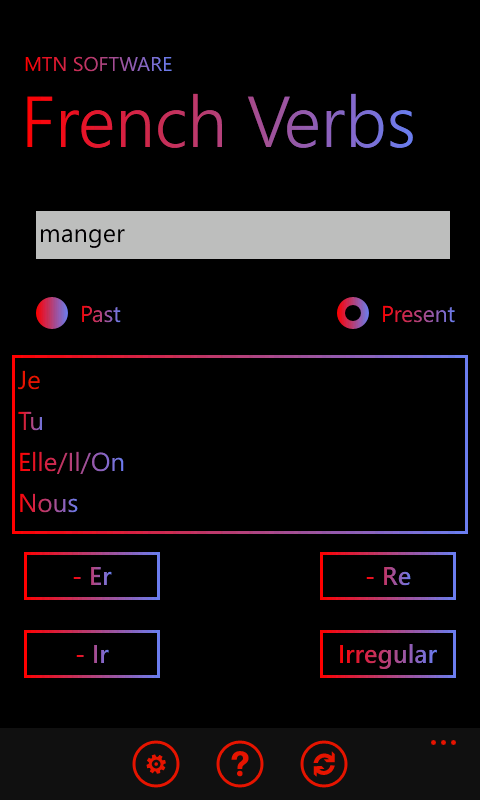 MTN SOFTWARE
French Verbs
manger
Past Present
Je
Tu
Elle/Il/On
Nous
- Er - Re
- Ir Irregular